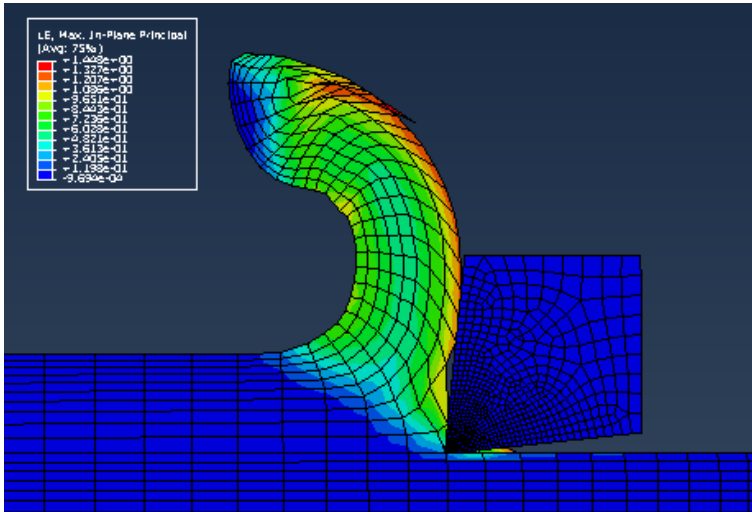 LE, Max. In-Plane Principal
(Avg: 75%)
+1.448e+00
+1.327e+00
+1.207e+00
+1.086e+00
+9.651e-01
+8.443e-01
+7.236e-01
+6.028e-01
+4.821e-01
+3.613e-01
+2.405e-01
+1.198e-01
-9.694e-04